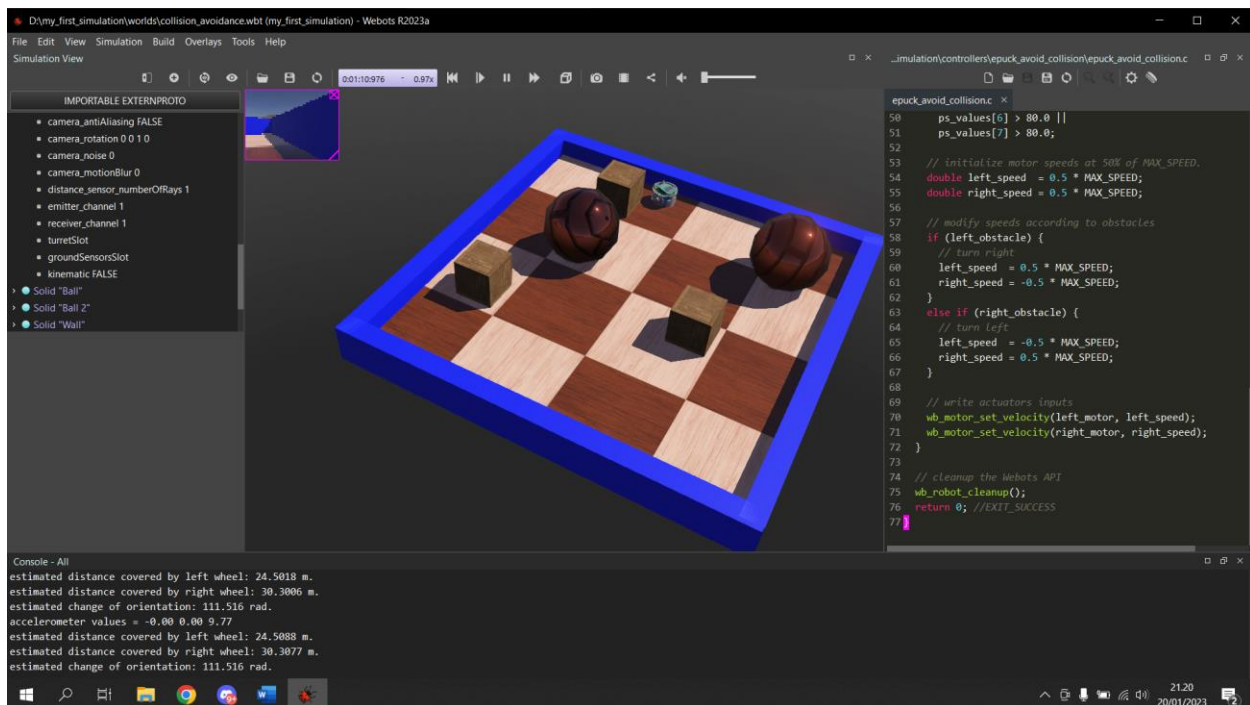 D:\my_first_simulation\worlds\collision_avoidance.wbt (my_first_simulation) - Webots R2023a
File Edit View Simulation Build Overlays Tools Help
Simulation View
0:01:10:976 - 0.97x
IMPORTABLE EXTERNPROTO
camera_antiAliasing FALSE
camera_rotation 0 0 1 0
camera_noise 0
camera_motionBlur 0
distance_sensor_numberOfRays 1
emitter_channel 1
receiver_channel 1
turretSlot
groundSensorsSlot
kinematic FALSE
Solid "Ball"
Solid "Ball 2"
Solid "Wall"
...imulation\controllers\epuck_avoid_collision\epuck_avoid_collision.c
epuck_avoid_collision.c
50 ps_values[6] > 80.0 ||
51 ps_values[7] > 80.0;
52
53 // initialize motor speeds at 50% of MAX_SPEED.
54 double left_speed = 0.5 * MAX_SPEED;
55 double right_speed = 0.5 * MAX_SPEED;
56
57 // modify speeds according to obstacles
58 if (left_obstacle) {
59 // turn right
60 left_speed = 0.5 * MAX_SPEED;
61 right_speed = -0.5 * MAX_SPEED;
62 }
63 else if (right_obstacle) {
64 // turn left
65 left_speed = -0.5 * MAX_SPEED;
66 right_speed = 0.5 * MAX_SPEED;
67 }
68
69 // write actuators inputs
70 wb_motor_set_velocity(left_motor, left_speed);
71 wb_motor_set_velocity(right_motor, right_speed);
72 }
73
74 // cleanup the Webots API
75 wb_robot_cleanup();
76 return 0; //EXIT_SUCCESS
77 }
Console - All
estimated distance covered by left wheel: 24.5018 m.
estimated distance covered by right wheel: 30.3006 m.
estimated change of orientation: 111.516 rad.
accelerometer values = -0.00 0.00 9.77
estimated distance covered by left wheel: 24.5088 m.
estimated distance covered by right wheel: 30.3077 m.
estimated change of orientation: 111.516 rad.
21.20
20/01/2023